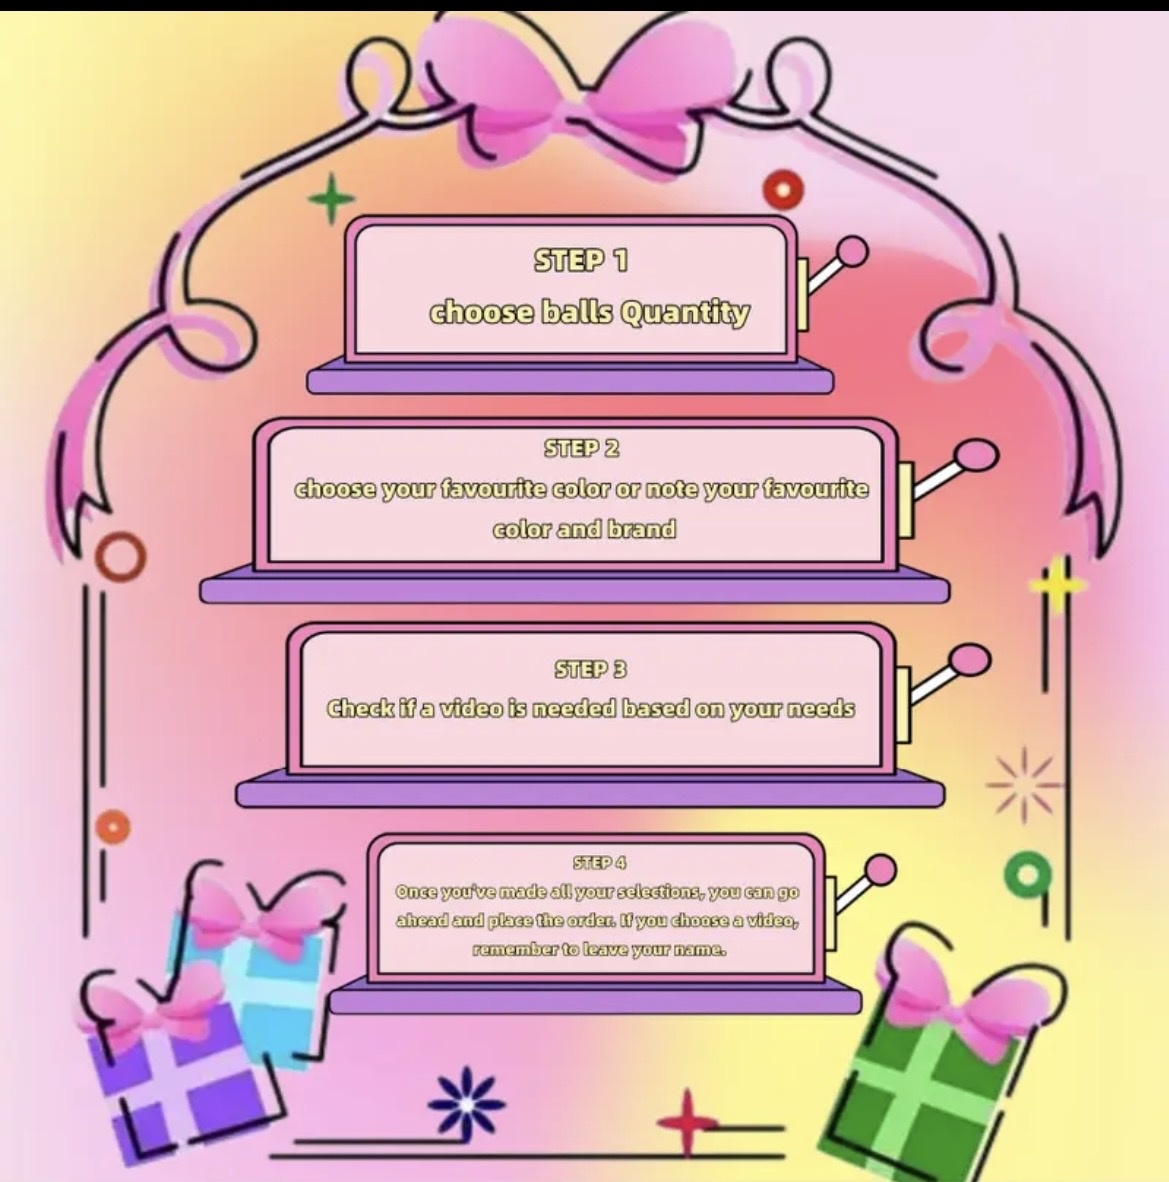 STEP 1
choose balls Quantity
STEP 2
choose your favourite color or note your favourite
color and brand
STEP 3
Check if a video is needed based on your needs
STEP 4
Once you've made all your selections, you can go
ahead and place the order. If you choose a video,
remember to leave your name.